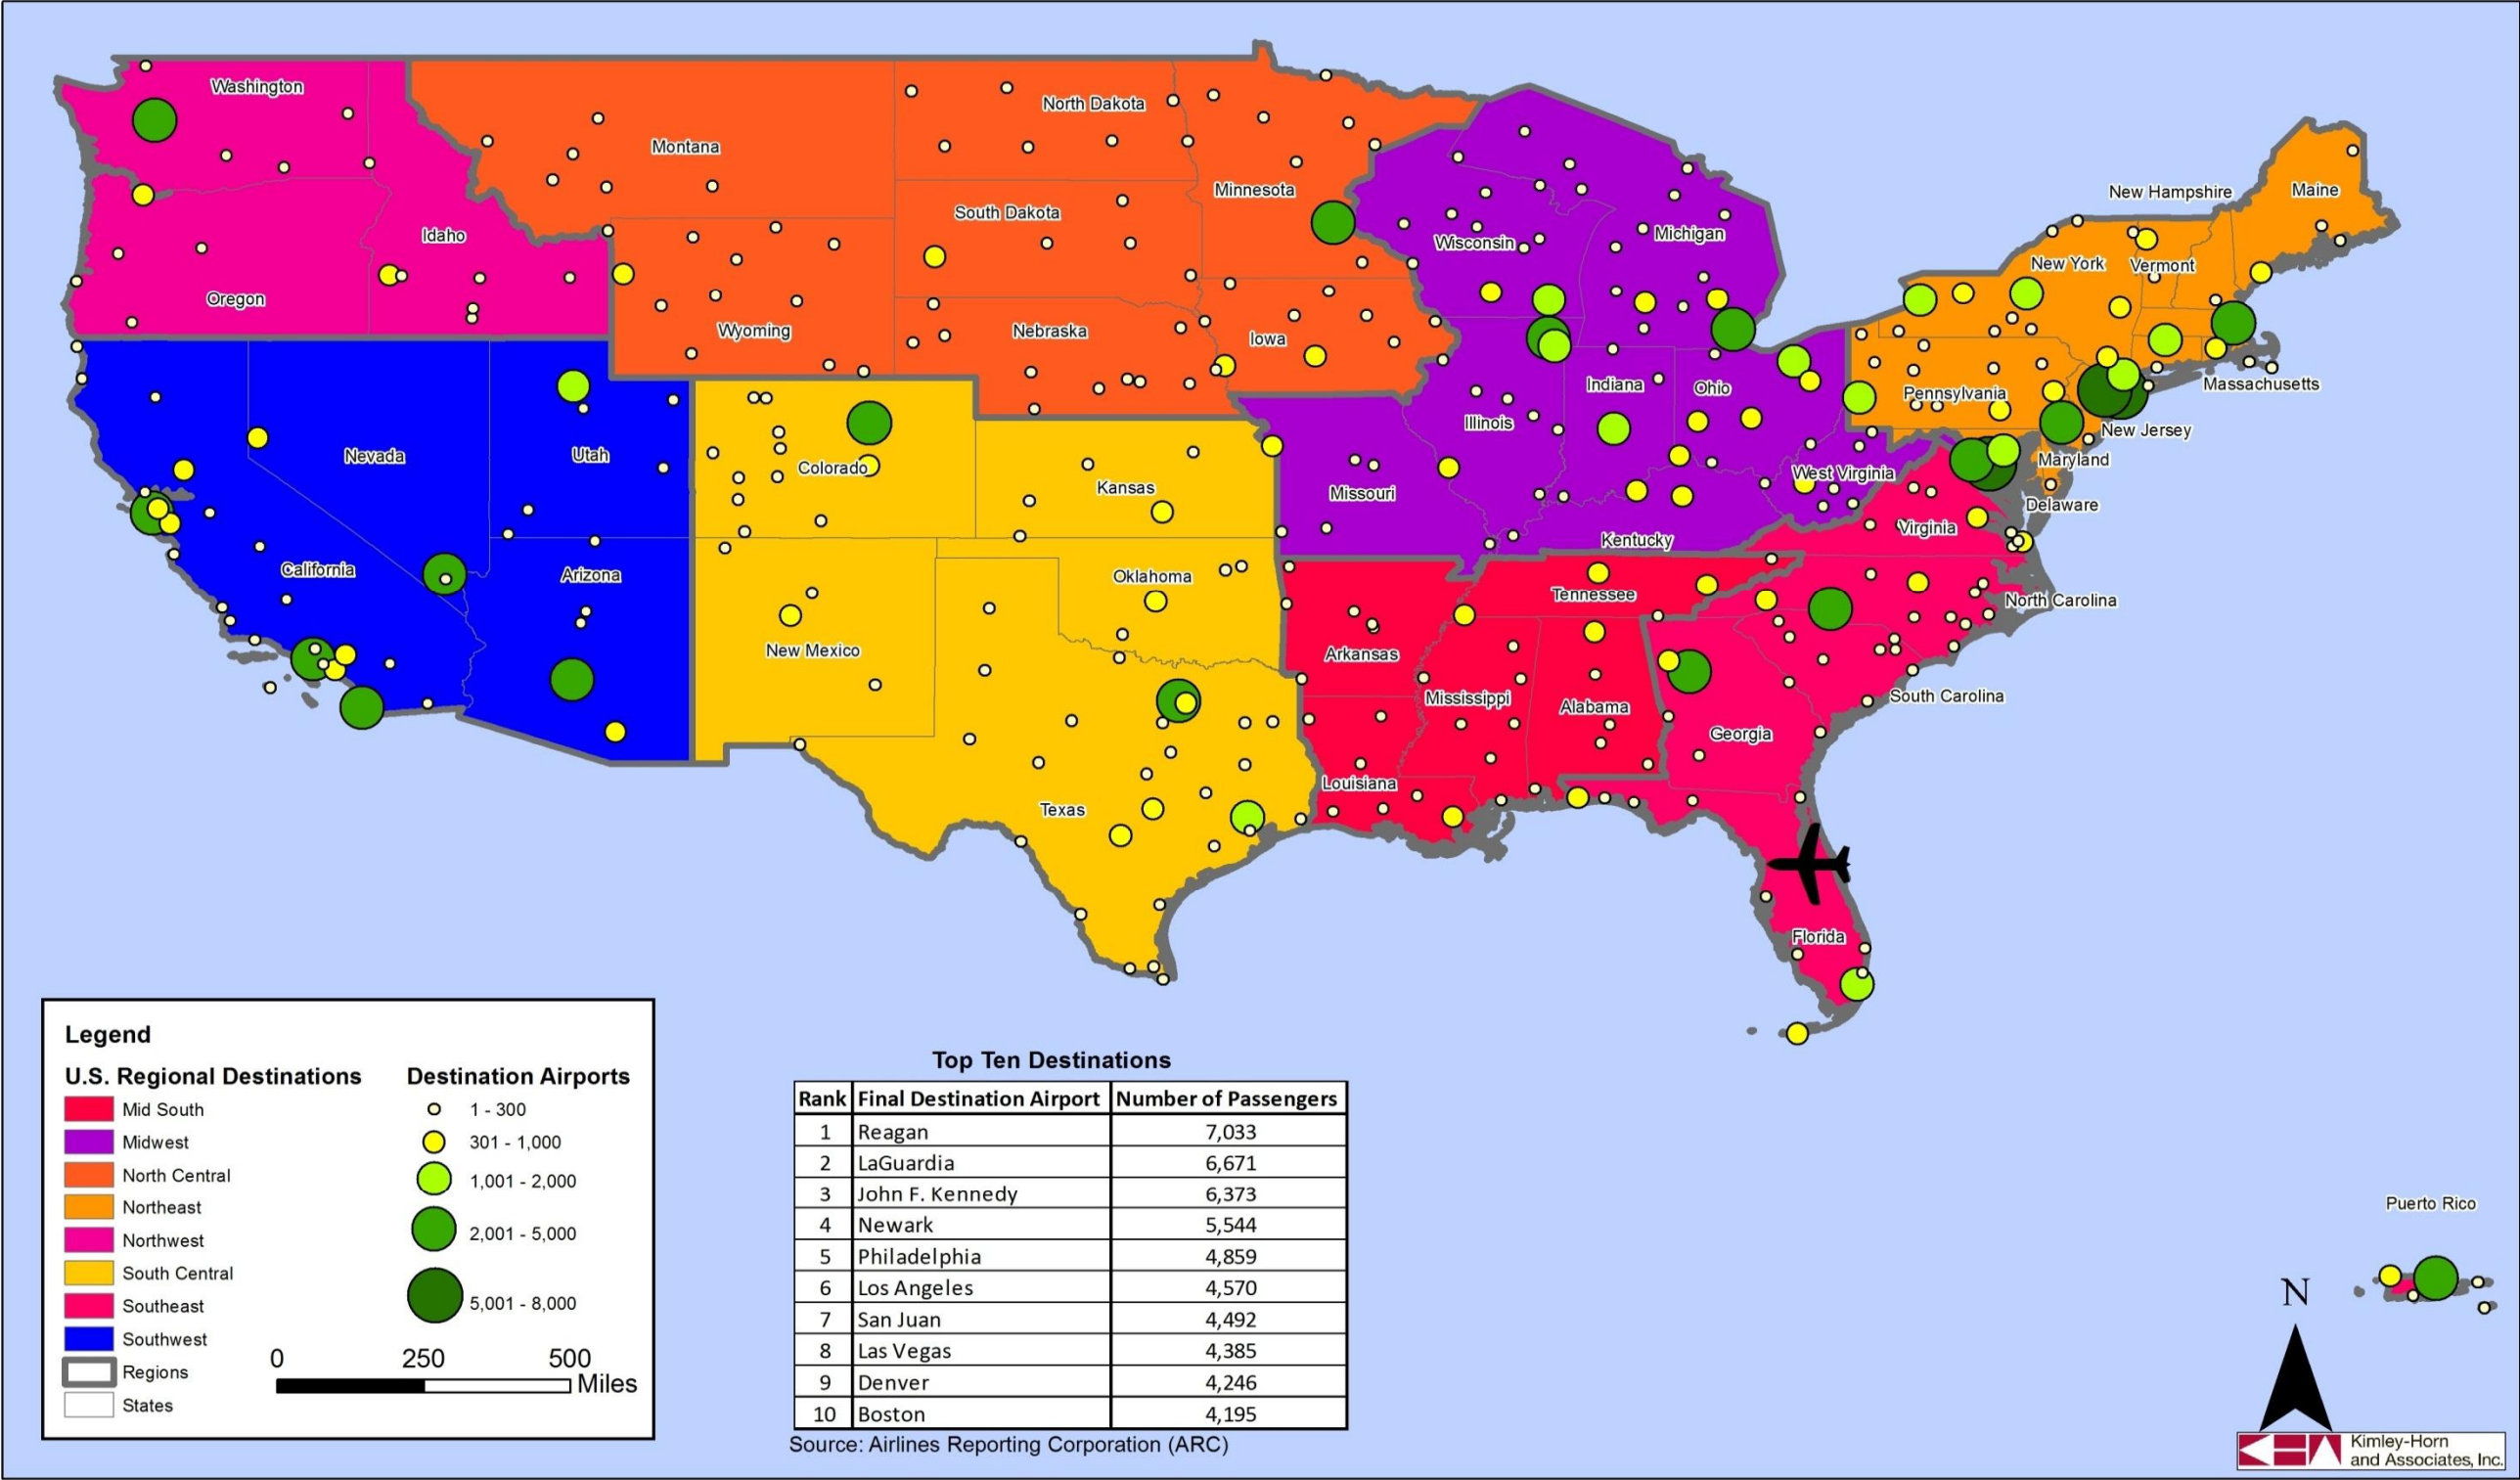 Washington
Montana
North Dakota
Minnesota
New Hampshire
Maine
South Dakota
Idaho
Wisconsin
Michigan
New York
Vermont
Oregon
Wyoming
Nebraska
Iowa
Indiana
Ohio
Massachusetts
Pennsylvania
Illinois
New Jersey
Nevada
Utah
Colorado
Kansas
Missouri
West Virginia
Maryland
Delaware
Virginia
Kentucky
California
Arizona
Oklahoma
Tennessee
North Carolina
New Mexico
Arkansas
Mississippi
Alabama
South Carolina
Georgia
Louisiana
Texas
Florida
Puerto Rico
N
Legend
U.S. Regional Destinations
Mid South
Midwest
North Central
Northeast
Northwest
South Central
Southeast
Southwest
Regions
States
Destination Airports
1 - 300
301 - 1,000
1,001 - 2,000
2,001 - 5,000
5,001 - 8,000
0 250 500
Miles
Top Ten Destinations
Rank Final Destination Airport Number of Passengers
1 Reagan 7,033
2 LaGuardia 6,671
3 John F. Kennedy 6,373
4 Newark 5,544
5 Philadelphia 4,859
6 Los Angeles 4,570
7 San Juan 4,492
8 Las Vegas 4,385
9 Denver 4,246
10 Boston 4,195
Source: Airlines Reporting Corporation (ARC)
Kimley-Horn
and Associates, Inc.